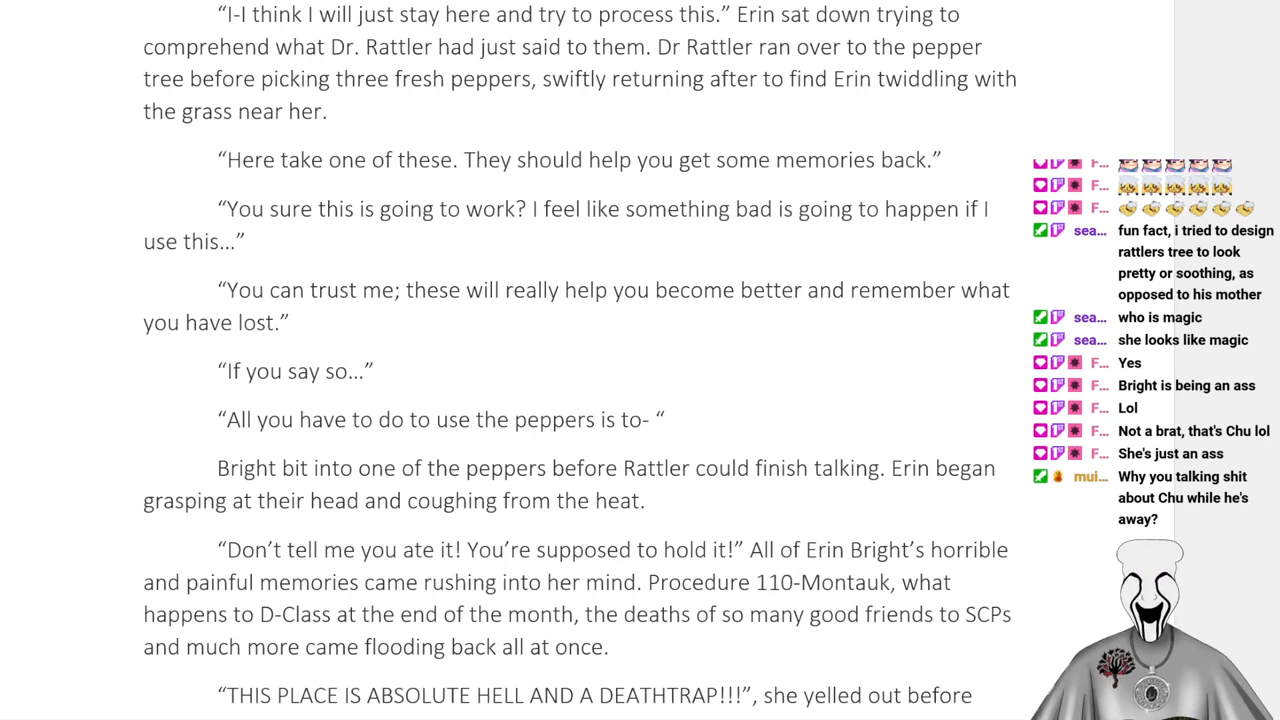 “I-I think I will just stay here and try to process this.” Erin sat down trying to
comprehend what Dr. Rattler had just said to them. Dr Rattler ran over to the pepper
tree before picking three fresh peppers, swiftly returning after to find Erin twiddling with
the grass near her.
“Here take one of these. They should help you get some memories back.”
“You sure this is going to work? I feel like something bad is going to happen if I
use this...”
“You can trust me; these will really help you become better and remember what
you have lost.”
“If you say so...”
“All you have to do to use the peppers is to- “
Bright bit into one of the peppers before Rattler could finish talking. Erin began
grasping at their head and coughing from the heat.
“Don’t tell me you ate it! You’re supposed to hold it!” All of Erin Bright’s horrible
and painful memories came rushing into her mind. Procedure 110-Montauk, what
happens to D-Class at the end of the month, the deaths of so many good friends to SCPs
and much more came flooding back all at once.
“THIS PLACE IS ABSOLUTE HELL AND A DEATHTRAP!!!”, she yelled out before
F...
F...
F...
sea... fun fact, i tried to design
rattlers tree to look
pretty or soothing, as
opposed to his mother
sea... who is magic
sea... she looks like magic
F... Yes
F... Bright is being an ass
F... Lol
F... Not a brat, that's Chu lol
F... She's just an ass
mui... Why you talking shit
about Chu while he's
away?